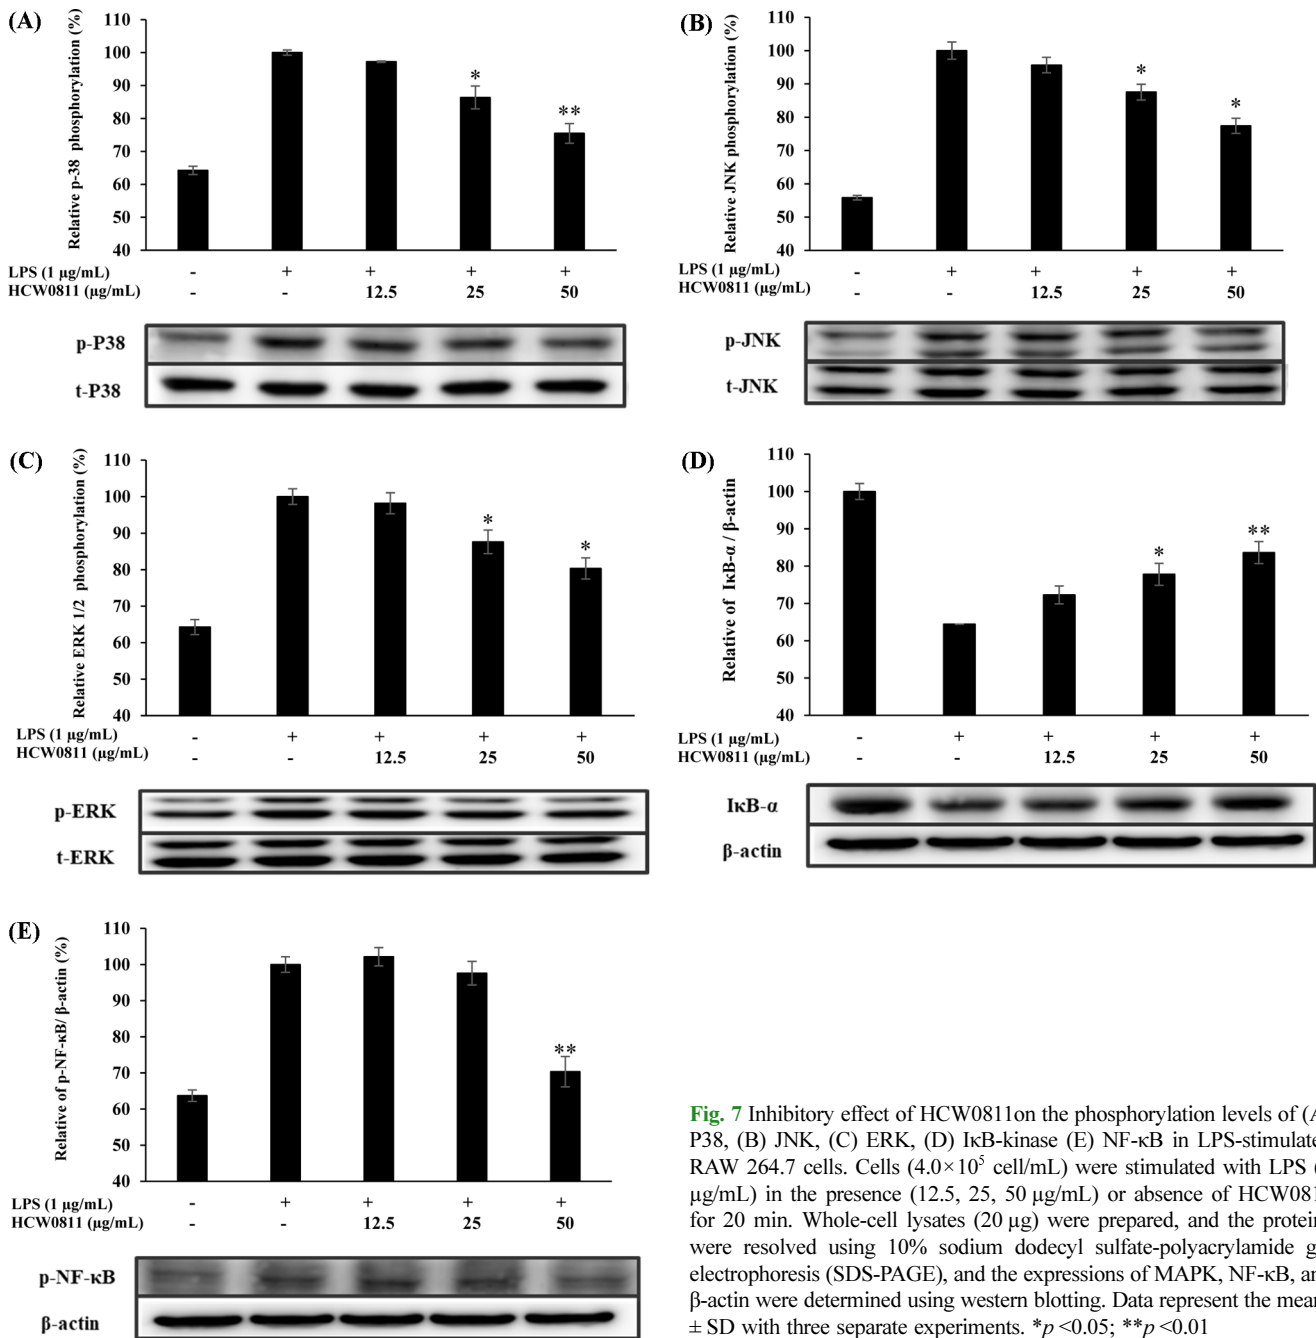 (A)
Relative p-38 phosphorylation (%)
110
100
90
80
70
60
50
40
*
**
LPS (1 µg/mL) - + + + +
HCW0811 (µg/mL) - - 12.5 25 50
p-P38
t-P38
(B)
Relative JNK phosphorylation (%)
110
100
90
80
70
60
50
40
*
*
LPS (1 µg/mL) - + + + +
HCW0811 (µg/mL) - - 12.5 25 50
p-JNK
t-JNK
(C)
Relative ERK 1/2 phosphorylation (%)
110
100
90
80
70
60
50
40
*
*
LPS (1 µg/mL) - + + + +
HCW0811 (µg/mL) - - 12.5 25 50
p-ERK
t-ERK
(D)
Relative of IκB-α / β-actin
110
100
90
80
70
60
50
40
*
**
LPS (1 µg/mL) - + + + +
HCW0811 (µg/mL) - - 12.5 25 50
IκB-α
β-actin
(E)
Relative of p-NF-κB/ β-actin (%)
110
100
90
80
70
60
50
40
**
LPS (1 µg/mL) - + + + +
HCW0811 (µg/mL) - - 12.5 25 50
p-NF-κB
β-actin
Fig. 7 Inhibitory effect of HCW0811on the phosphorylation levels of (A
P38, (B) JNK, (C) ERK, (D) IκB-kinase (E) NF-κB in LPS-stimulate
RAW 264.7 cells. Cells (4.0×10⁵ cell/mL) were stimulated with LPS (
µg/mL) in the presence (12.5, 25, 50 µg/mL) or absence of HCW081
for 20 min. Whole-cell lysates (20 µg) were prepared, and the protein
were resolved using 10% sodium dodecyl sulfate-polyacrylamide g
electrophoresis (SDS-PAGE), and the expressions of MAPK, NF-κB, an
β-actin were determined using western blotting. Data represent the mean
± SD with three separate experiments. *p <0.05; **p <0.01